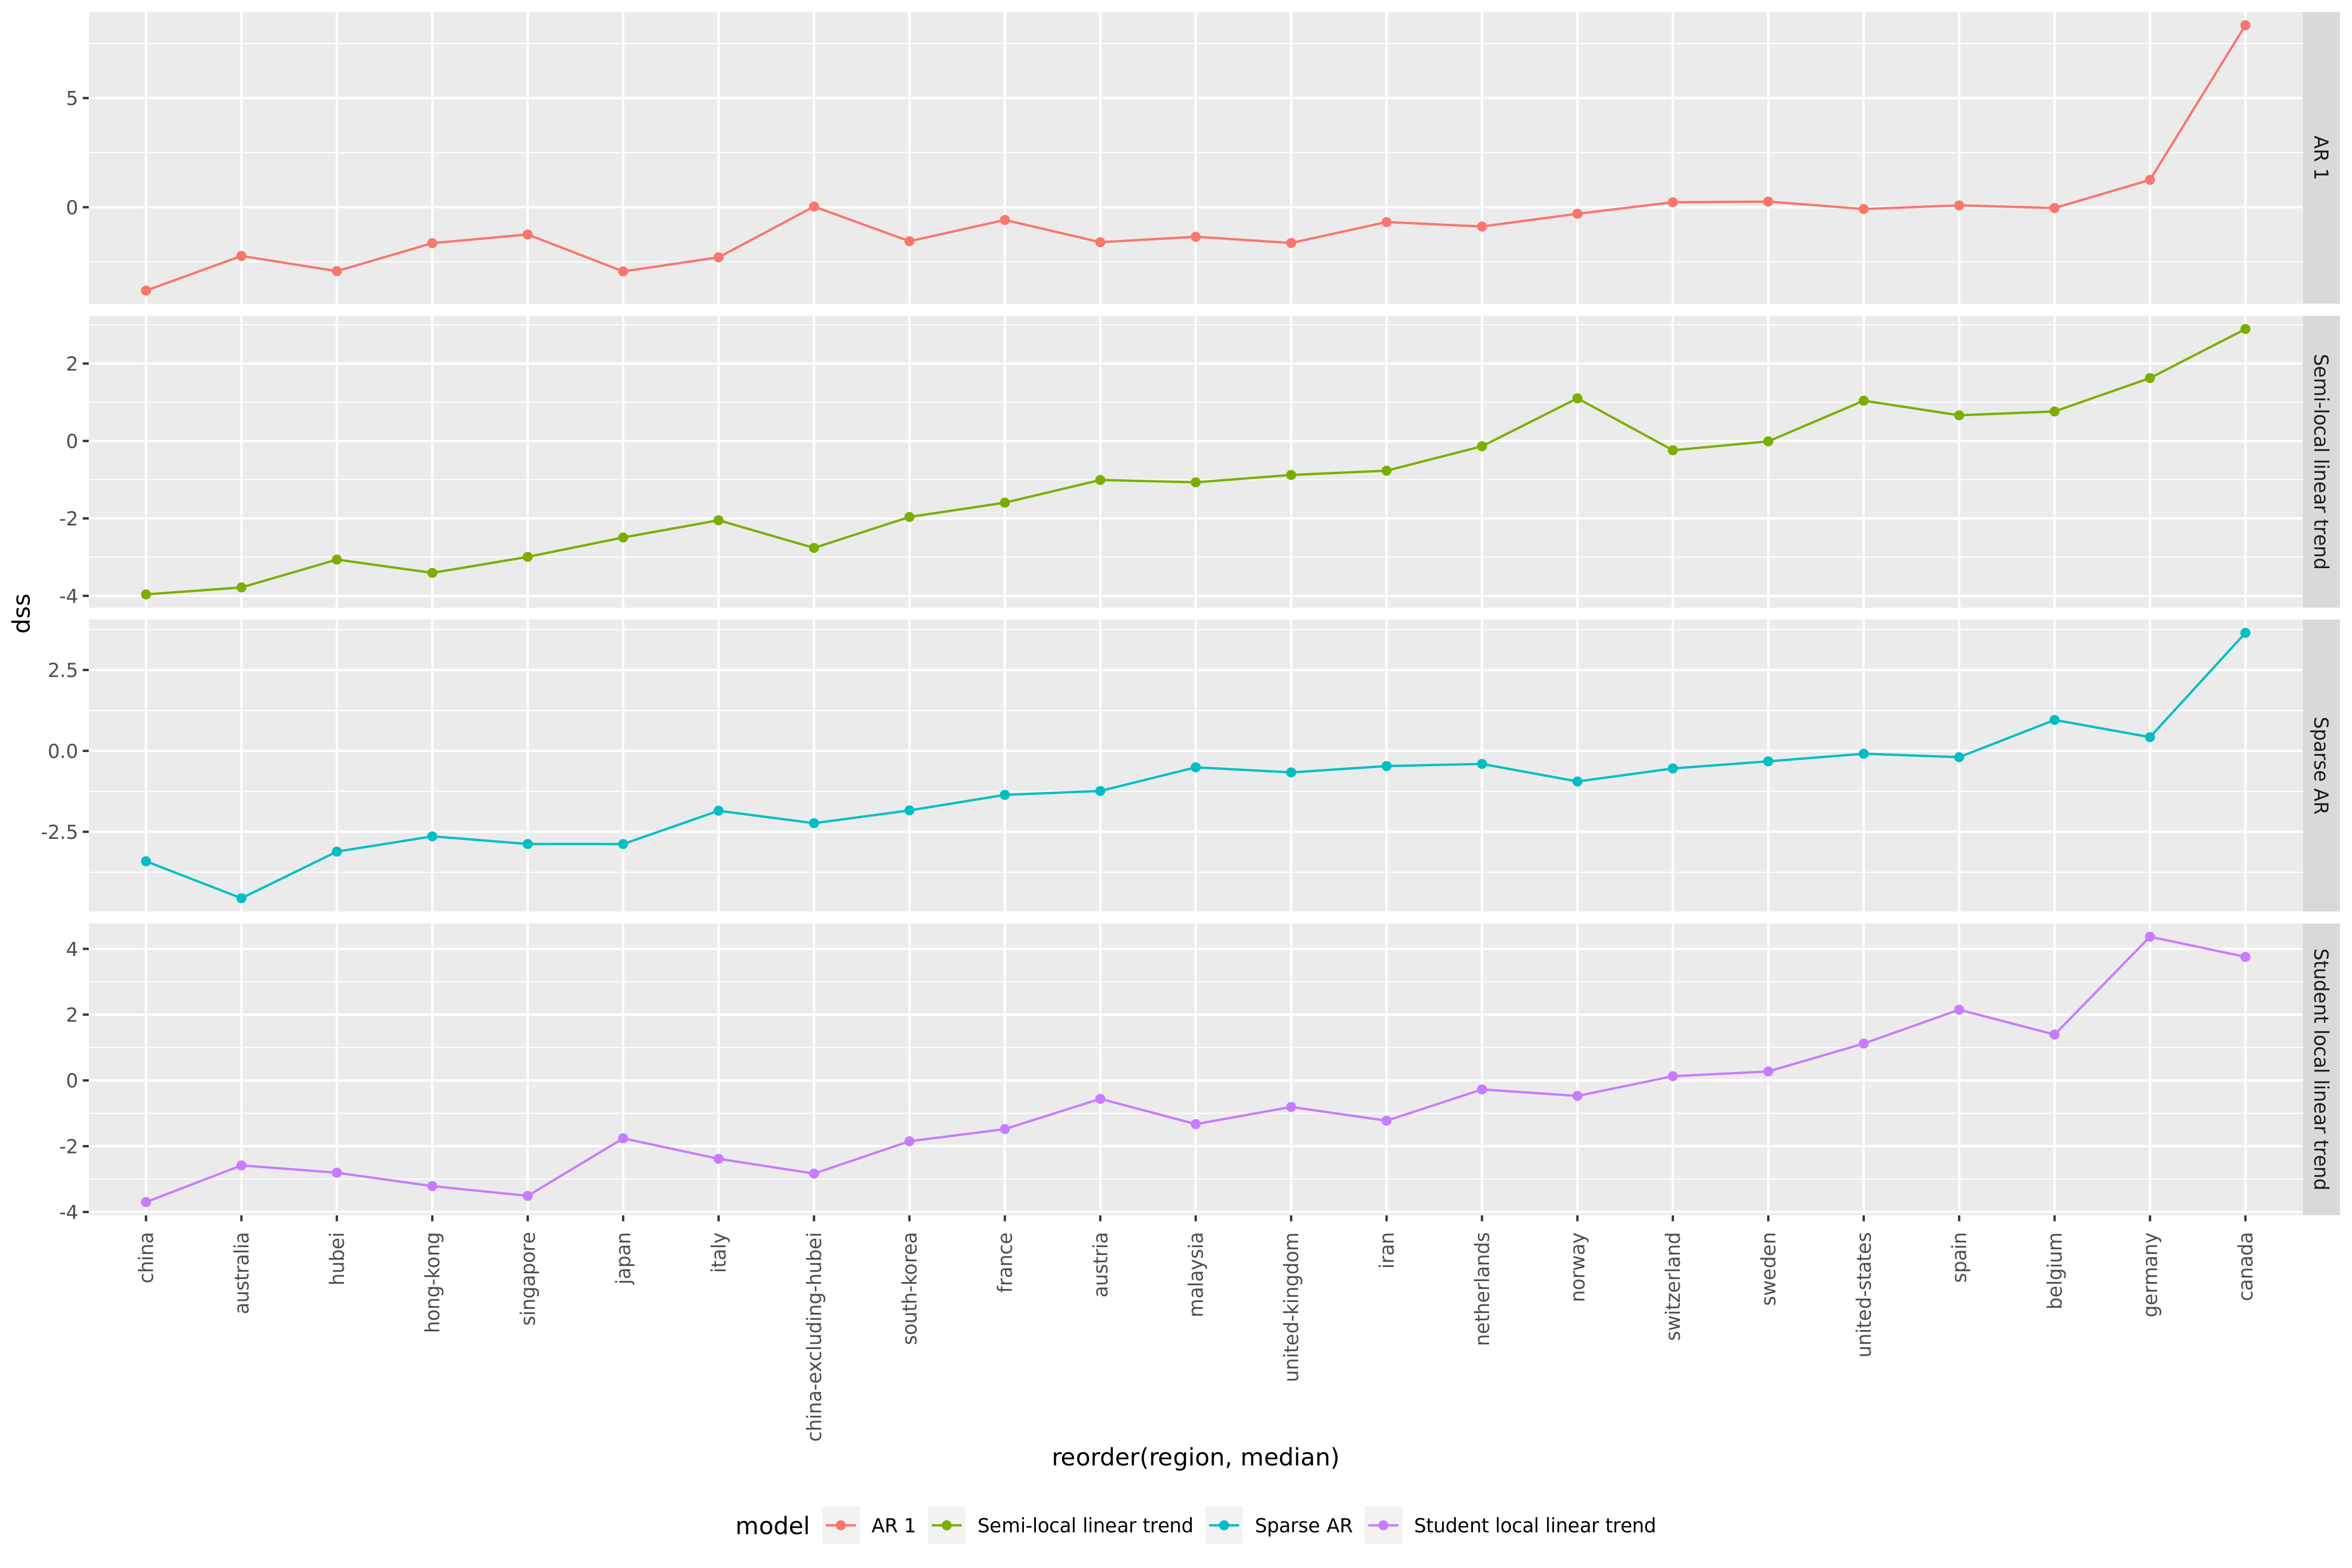 dss
5
0
AR 1
2
0
-2
-4
Semi-local linear trend
2.5
0.0
-2.5
Sparse AR
4
2
0
-2
-4
Student local linear trend
china
australia
hubei
hong-kong
singapore
japan
italy
china-excluding-hubei
south-korea
france
austria
malaysia
united-kingdom
iran
netherlands
norway
switzerland
sweden
united-states
spain
belgium
germany
canada
reorder(region, median)
model AR 1 Semi-local linear trend Sparse AR Student local linear trend